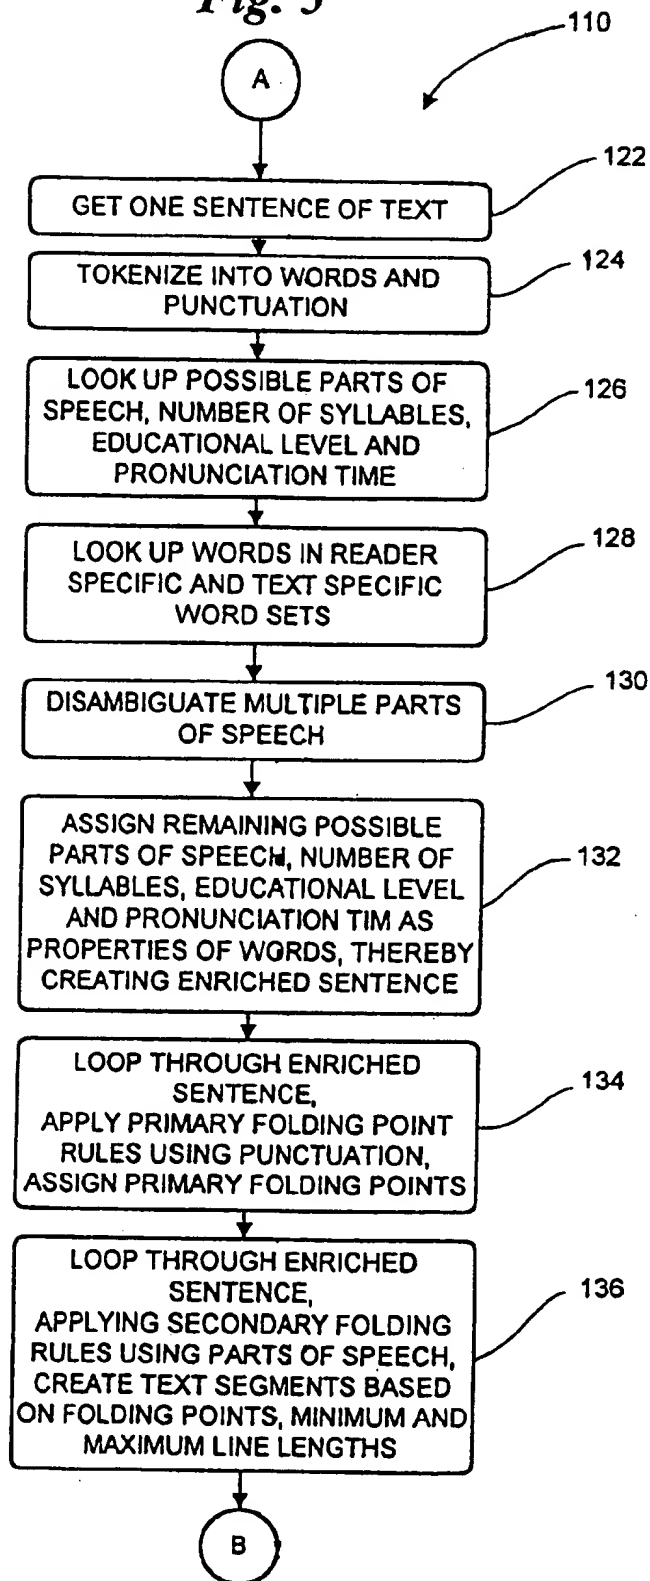 Fig. 5
110
A
122
GET ONE SENTENCE OF TEXT
124
TOKENIZE INTO WORDS AND
PUNCTUATION
126
LOOK UP POSSIBLE PARTS OF
SPEECH, NUMBER OF SYLLABLES,
EDUCATIONAL LEVEL AND
PRONUNCIATION TIME
128
LOOK UP WORDS IN READER
SPECIFIC AND TEXT SPECIFIC
WORD SETS
130
DISAMBIGUATE MULTIPLE PARTS
OF SPEECH
132
ASSIGN REMAINING POSSIBLE
PARTS OF SPEECH, NUMBER OF
SYLLABLES, EDUCATIONAL LEVEL
AND PRONUNCIATION TIM AS
PROPERTIES OF WORDS, THEREBY
CREATING ENRICHED SENTENCE
134
LOOP THROUGH ENRICHED
SENTENCE,
APPLY PRIMARY FOLDING POINT
RULES USING PUNCTUATION,
ASSIGN PRIMARY FOLDING POINTS
136
LOOP THROUGH ENRICHED
SENTENCE,
APPLYING SECONDARY FOLDING
RULES USING PARTS OF SPEECH,
CREATE TEXT SEGMENTS BASED
ON FOLDING POINTS, MINIMUM AND
MAXIMUM LINE LENGTHS
B